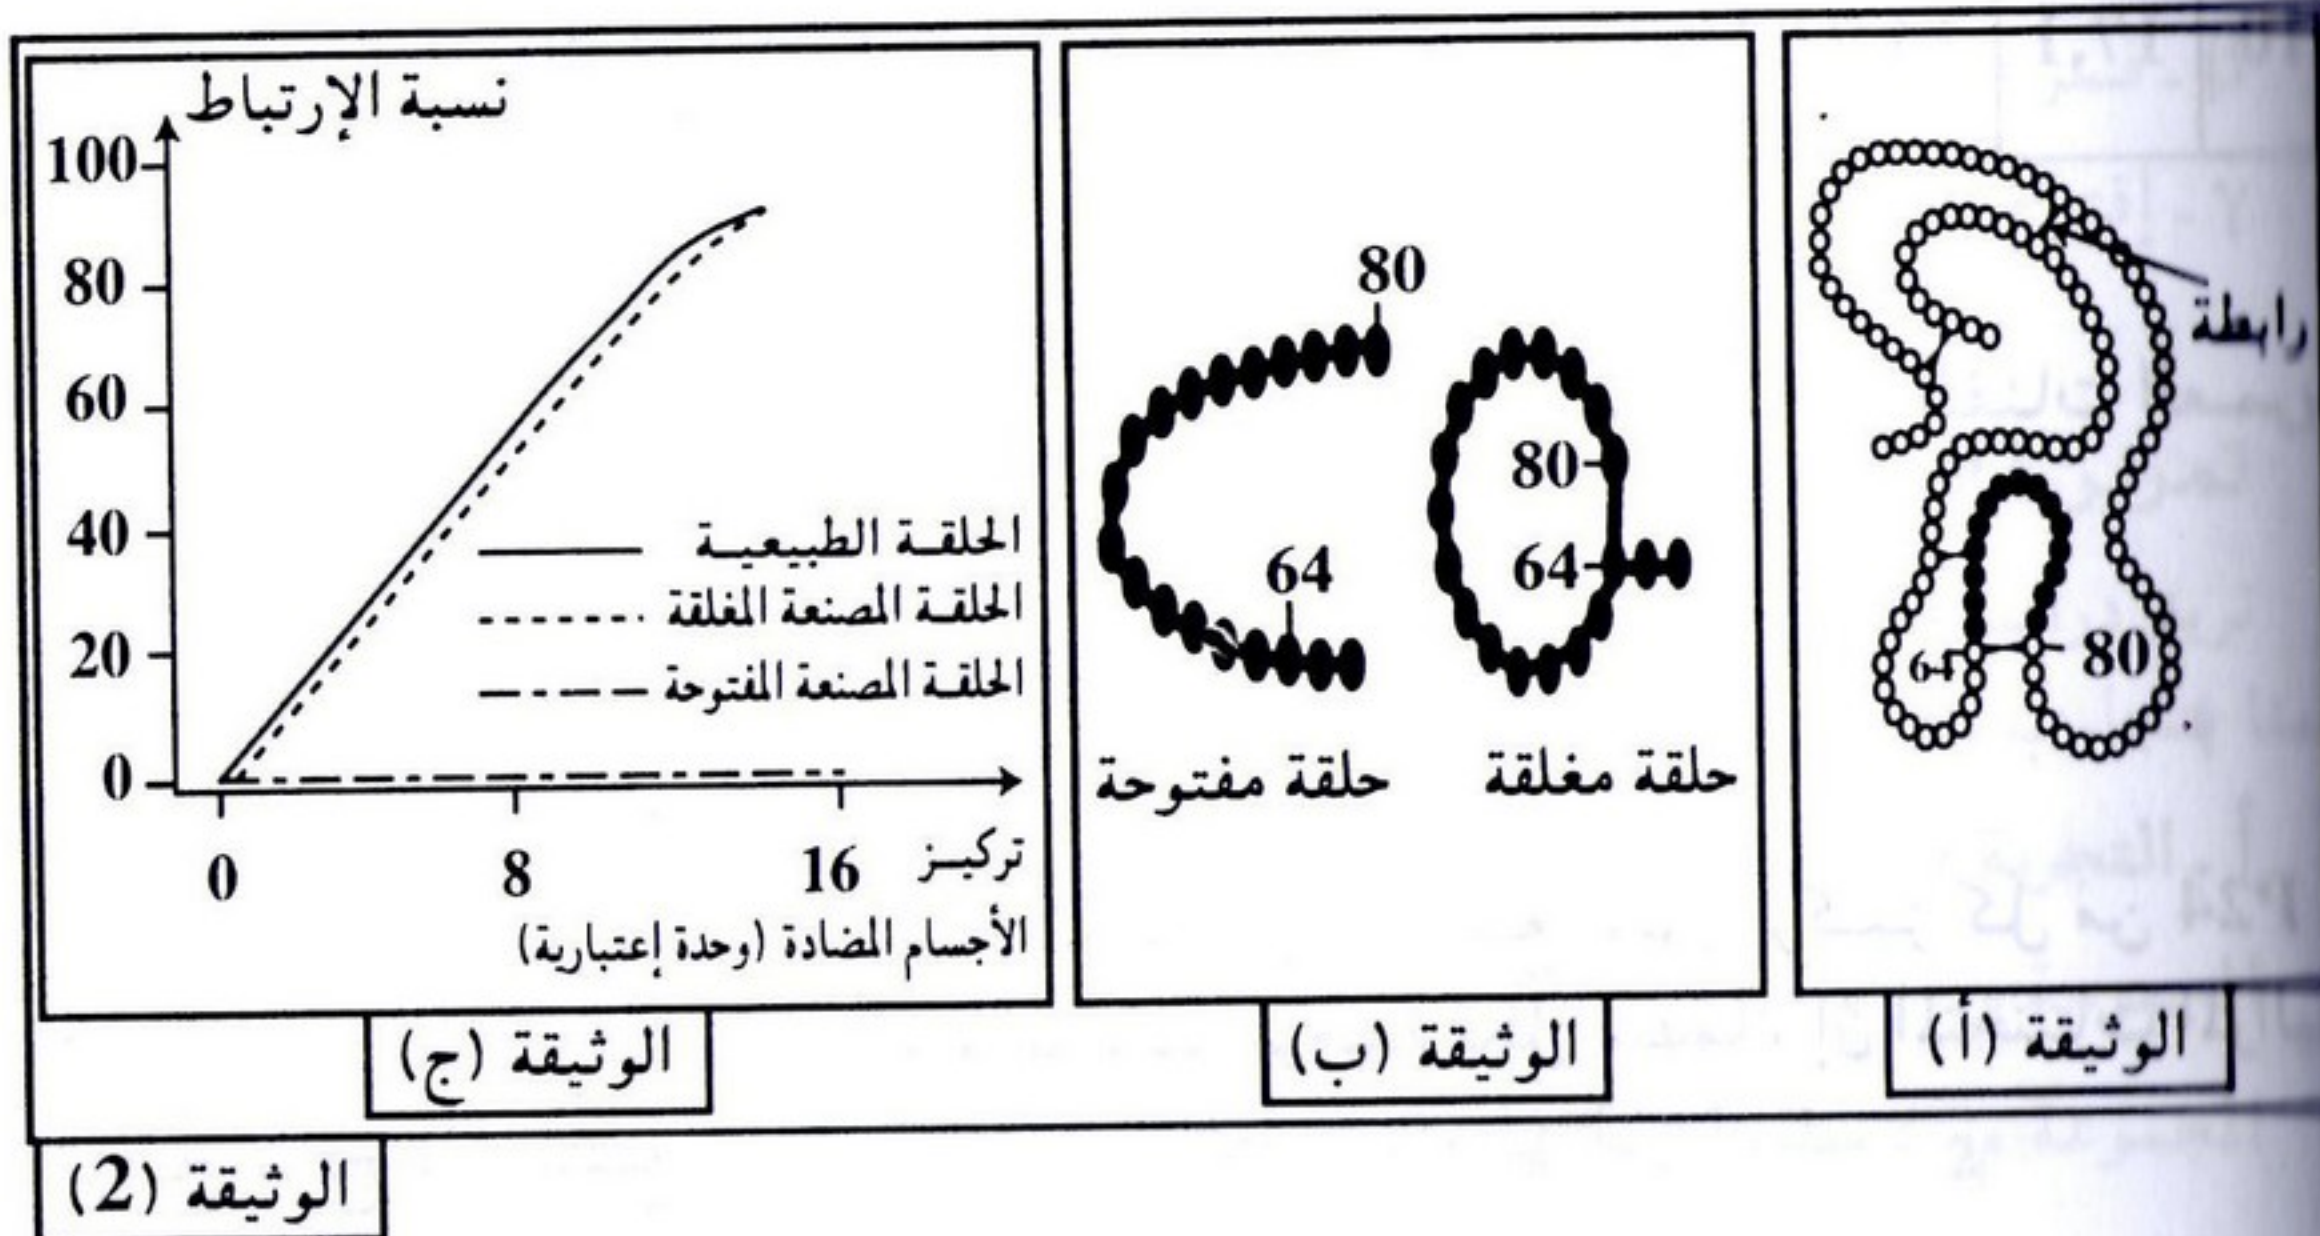 نسبة الإرتباط
100
80
60
40
20
0
الحلقة الطبيعية
الحلقة المصنعة المغلقة
الحلقة المصنعة المفتوحة
0 8 16 تركيز
الأجسام المضادة (وحدة إعتبارية)
الوثيقة (ج)
80
64
حلقة مفتوحة
80
64
حلقة مغلقة
الوثيقة (ب)
رابطة
64
80
الوثيقة (أ)
الوثيقة (2)